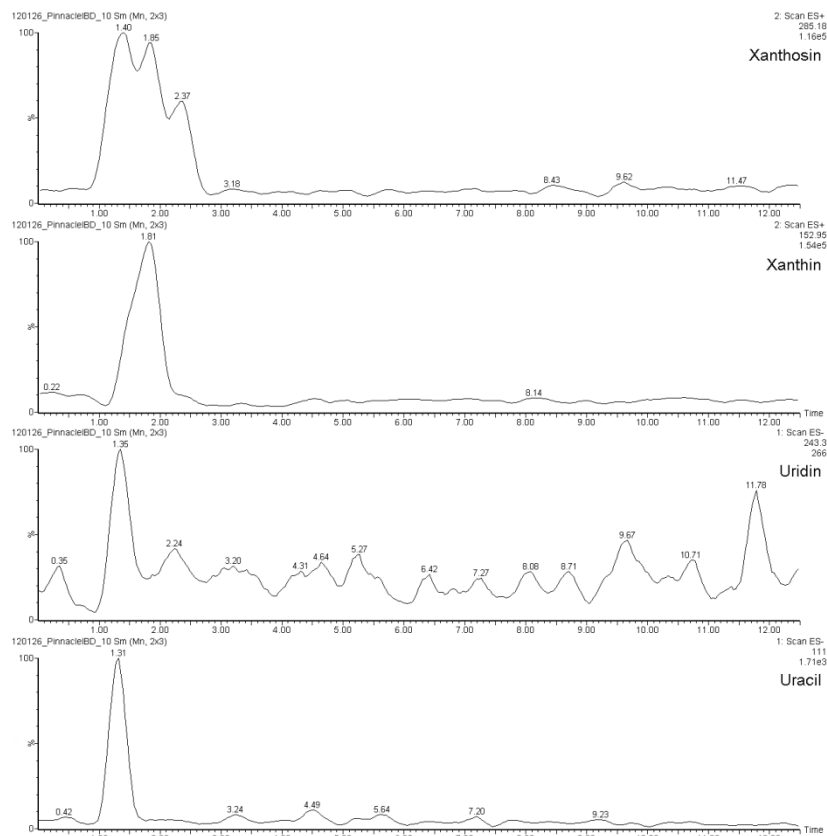 120126_PinnacleIBD_10 Sm (Mn, 2x3)
2: Scan ES+
285.18
1.16e5
Xanthosin
100
%
0
1.40
1.85
2.37
3.18
8.43
9.62
11.47
1.00 2.00 3.00 4.00 5.00 6.00 7.00 8.00 9.00 10.00 11.00 12.00
120126_PinnacleIBD_10 Sm (Mn, 2x3)
2: Scan ES+
152.95
1.54e5
Xanthin
100
%
0
0.22
1.81
8.14
1.00 2.00 3.00 4.00 5.00 6.00 7.00 8.00 9.00 10.00 11.00 12.00
Time
120126_PinnacleIBD_10 Sm (Mn, 2x3)
1: Scan ES-
243.3
266
Uridin
100
%
0
0.35
1.35
2.24
3.20
4.31
4.64
5.27
6.42
7.27
8.08
8.71
9.67
10.71
11.78
1.00 2.00 3.00 4.00 5.00 6.00 7.00 8.00 9.00 10.00 11.00 12.00
120126_PinnacleIBD_10 Sm (Mn, 2x3)
1: Scan ES-
111
1.71e3
Uracil
100
%
0
0.42
1.31
3.24
4.49
5.64
7.20
9.23
Time